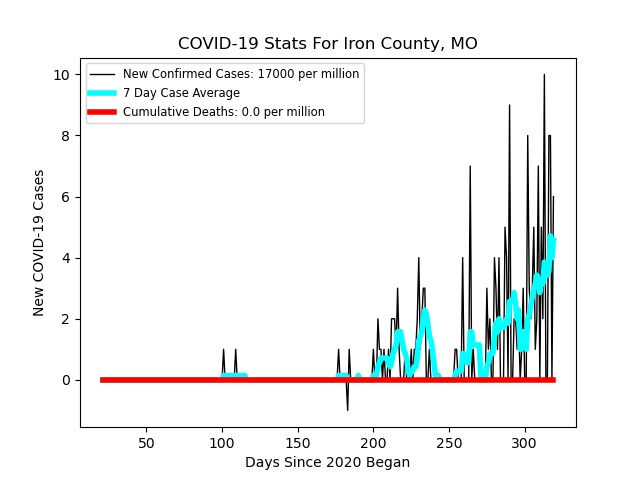 COVID-19 Stats For Iron County, MO
New Confirmed Cases: 17000 per million
7 Day Case Average
Cumulative Deaths: 0.0 per million
New COVID-19 Cases
10
8
6
4
2
0
50 100 150 200 250 300
Days Since 2020 Began